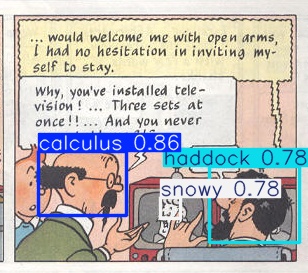 ... would welcome me with open arms,
I had no hesitation in inviting my-
self to stay.
Why, you've installed tele-
vision! ... Three sets at
once!! ... And you never
calculus 0.86
haddock 0.78
snowy 0.78